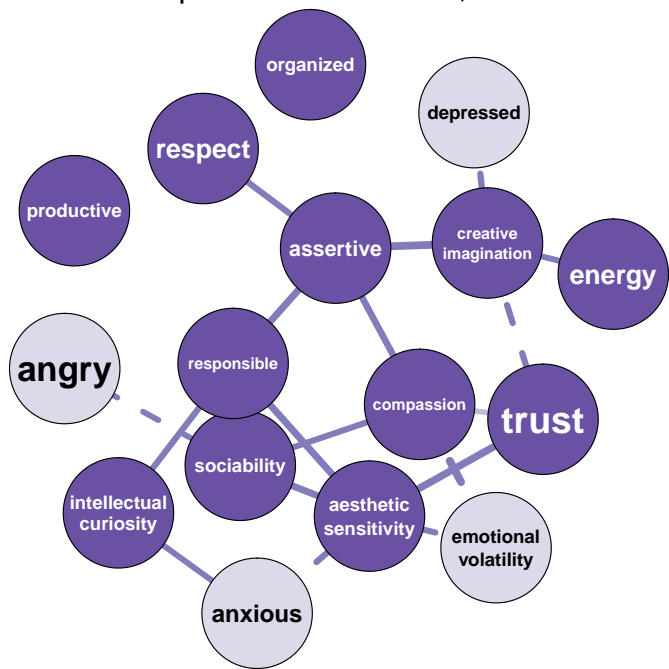 organized
depressed
respect
productive
assertive
creative
imagination
energy
angry
responsible
compassion
trust
sociability
intellectual
curiosity
aesthetic
sensitivity
emotional
volatility
anxious